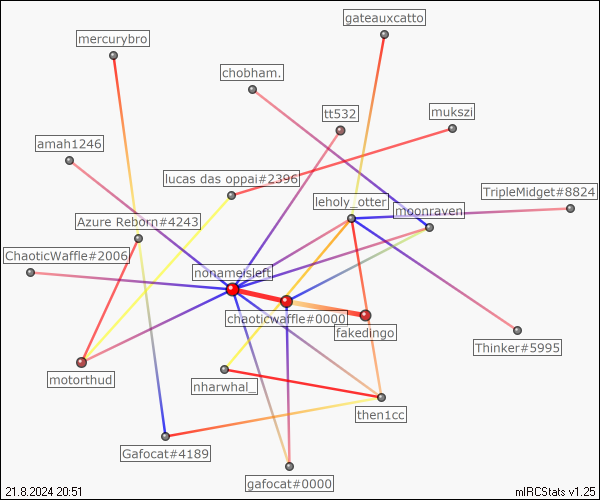 gateauxcatto
mercurybro
chobham.
tt532
mukszi
amah1246
lucas das oppai#2396
TripleMidget#8824
leholy_otter
moonraven
Azure Reborn#4243
ChaoticWaffle#2006
nonameisleft
chaoticwaffle#0000
fakedingo
Thinker#5995
motorthud
nharwhal_
then1cc
Gafocat#4189
gafocat#0000
21.8.2024 20:51
mIRCStats v1.25